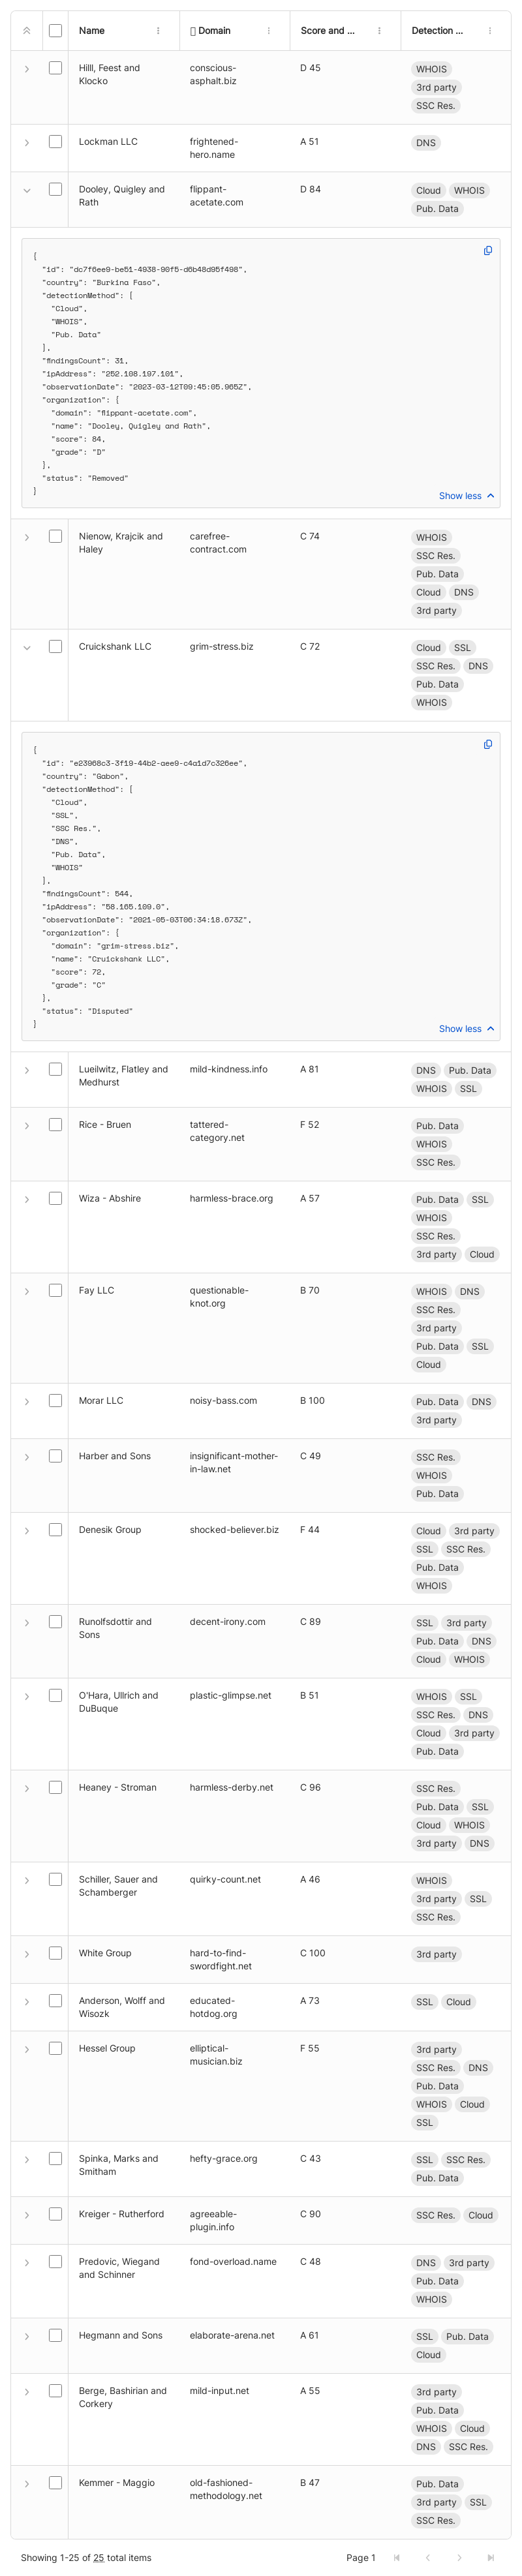 Name Domain Score and ... Detection ...
Hilll, Feest and Klocko conscious-asphalt.biz D 45 WHOIS 3rd party SSC Res.
Lockman LLC frightened-hero.name A 51 DNS
Dooley, Quigley and Rath flippant-acetate.com D 84 Cloud WHOIS Pub. Data
{
"id": "dc7f6ee9-be51-4938-90f5-d6b48d95f498",
"country": "Burkina Faso",
"detectionMethod": [
"Cloud",
"WHOIS",
"Pub. Data"
],
"findingsCount": 31,
"ipAddress": "252.108.197.101",
"observationDate": "2023-03-12T09:45:05.965Z",
"organization": {
"domain": "flippant-acetate.com",
"name": "Dooley, Quigley and Rath",
"score": 84,
"grade": "D"
},
"status": "Removed"
}
Show less
Nienow, Krajcik and Haley carefree-contract.com C 74 WHOIS SSC Res. Pub. Data Cloud DNS 3rd party
Cruickshank LLC grim-stress.biz C 72 Cloud SSL SSC Res. DNS Pub. Data WHOIS
{
"id": "e23968c3-3f19-44b2-aee9-c4a1d7c326ee",
"country": "Gabon",
"detectionMethod": [
"Cloud",
"SSL",
"SSC Res.",
"DNS",
"Pub. Data",
"WHOIS"
],
"findingsCount": 544,
"ipAddress": "58.165.109.0",
"observationDate": "2021-05-03T06:34:18.673Z",
"organization": {
"domain": "grim-stress.biz",
"name": "Cruickshank LLC",
"score": 72,
"grade": "C"
},
"status": "Disputed"
}
Show less
Lueilwitz, Flatley and Medhurst mild-kindness.info A 81 DNS Pub. Data WHOIS SSL
Rice - Bruen tattered-category.net F 52 Pub. Data WHOIS SSC Res.
Wiza - Abshire harmless-brace.org A 57 Pub. Data SSL WHOIS SSC Res. 3rd party Cloud
Fay LLC questionable-knot.org B 70 WHOIS DNS SSC Res. 3rd party Pub. Data SSL Cloud
Morar LLC noisy-bass.com B 100 Pub. Data DNS 3rd party
Harber and Sons insignificant-mother-in-law.net C 49 SSC Res. WHOIS Pub. Data
Denesik Group shocked-believer.biz F 44 Cloud 3rd party SSL SSC Res. Pub. Data WHOIS
Runolfsdottir and Sons decent-irony.com C 89 SSL 3rd party Pub. Data DNS Cloud WHOIS
O'Hara, Ullrich and DuBuque plastic-glimpse.net B 51 WHOIS SSL SSC Res. DNS Cloud 3rd party Pub. Data
Heaney - Stroman harmless-derby.net C 96 SSC Res. Pub. Data SSL Cloud WHOIS 3rd party DNS
Schiller, Sauer and Schamberger quirky-count.net A 46 WHOIS 3rd party SSL SSC Res.
White Group hard-to-find-swordfight.net C 100 3rd party
Anderson, Wolff and Wisozk educated-hotdog.org A 73 SSL Cloud
Hessel Group elliptical-musician.biz F 55 3rd party SSC Res. DNS Pub. Data WHOIS Cloud SSL
Spinka, Marks and Smitham hefty-grace.org C 43 SSL SSC Res. Pub. Data
Kreiger - Rutherford agreeable-plugin.info C 90 SSC Res. Cloud
Predovic, Wiegand and Schinner fond-overload.name C 48 DNS 3rd party Pub. Data WHOIS
Hegmann and Sons elaborate-arena.net A 61 SSL Pub. Data Cloud
Berge, Bashirian and Corkery mild-input.net A 55 3rd party Pub. Data WHOIS Cloud DNS SSC Res.
Kemmer - Maggio old-fashioned-methodology.net B 47 Pub. Data 3rd party SSL SSC Res.
Showing 1-25 of 25 total items Page 1